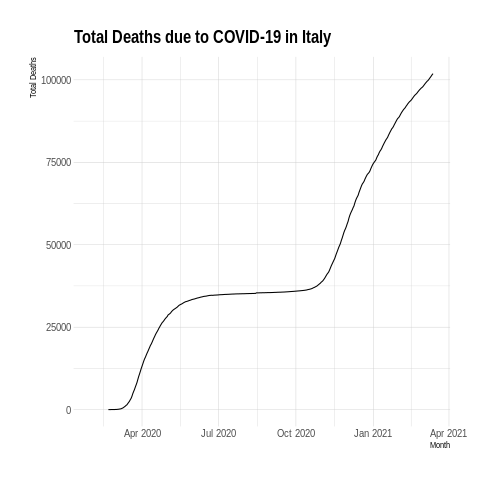 Total Deaths due to COVID-19 in Italy
Total Deaths
100000
75000
50000
25000
0
Apr 2020 Jul 2020 Oct 2020 Jan 2021 Apr 2021
Month